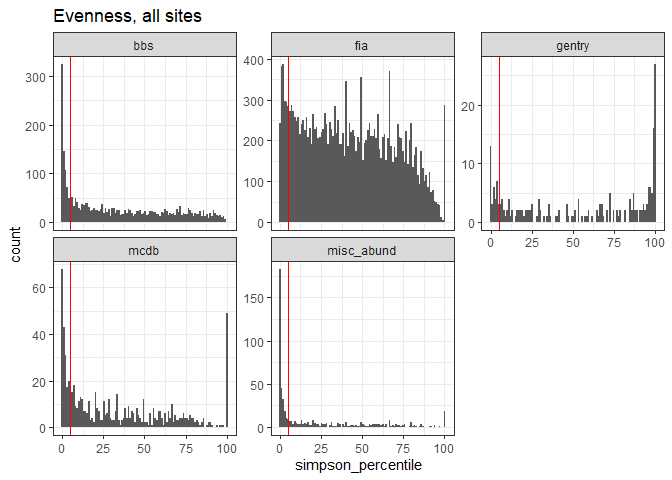 Evenness, all sites
bbs
fia
gentry
300
200
100
0
400
300
200
100
0
20
10
0
0 25 50 75 100
mcdb
misc_abund
60
40
20
0
150
100
50
0
0 25 50 75 100
0 25 50 75 100
count
simpson_percentile